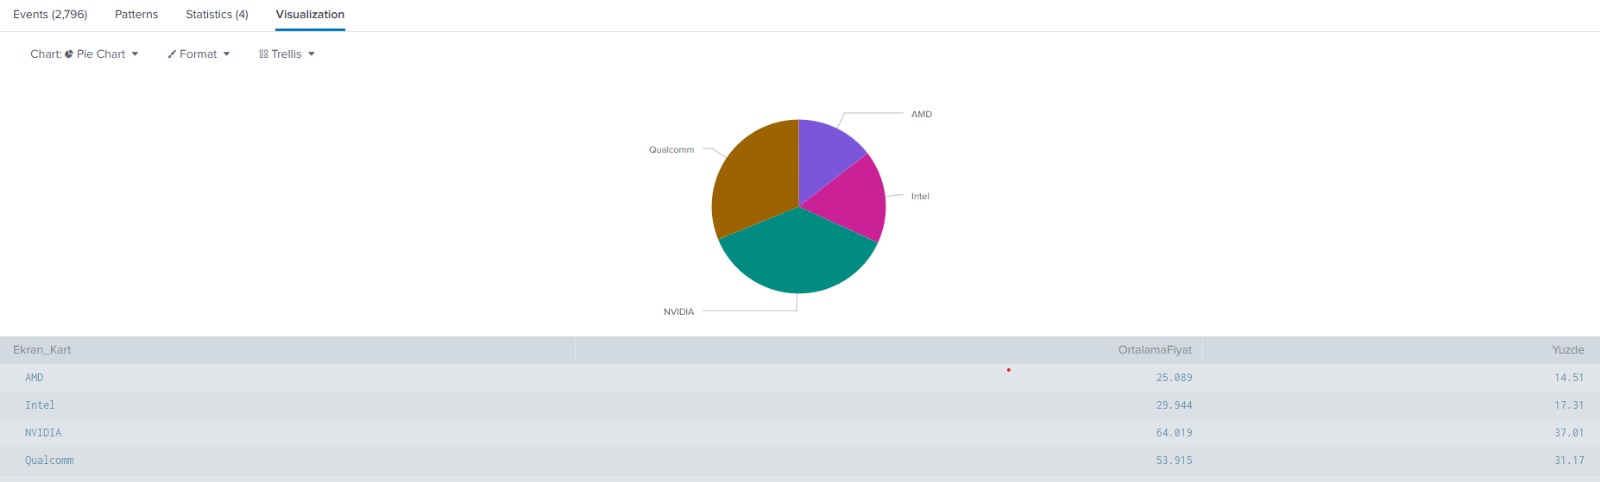 Events (2,796) Patterns Statistics (4) Visualization
Chart: Pie Chart Format Trellis
AMD
Qualcomm
Intel
NVIDIA
Ekran_Kart OrtalamaFiyat Yuzde
AMD 25.089 14.51
Intel 29.944 17.31
NVIDIA 64.019 37.01
Qualcomm 53.915 31.17